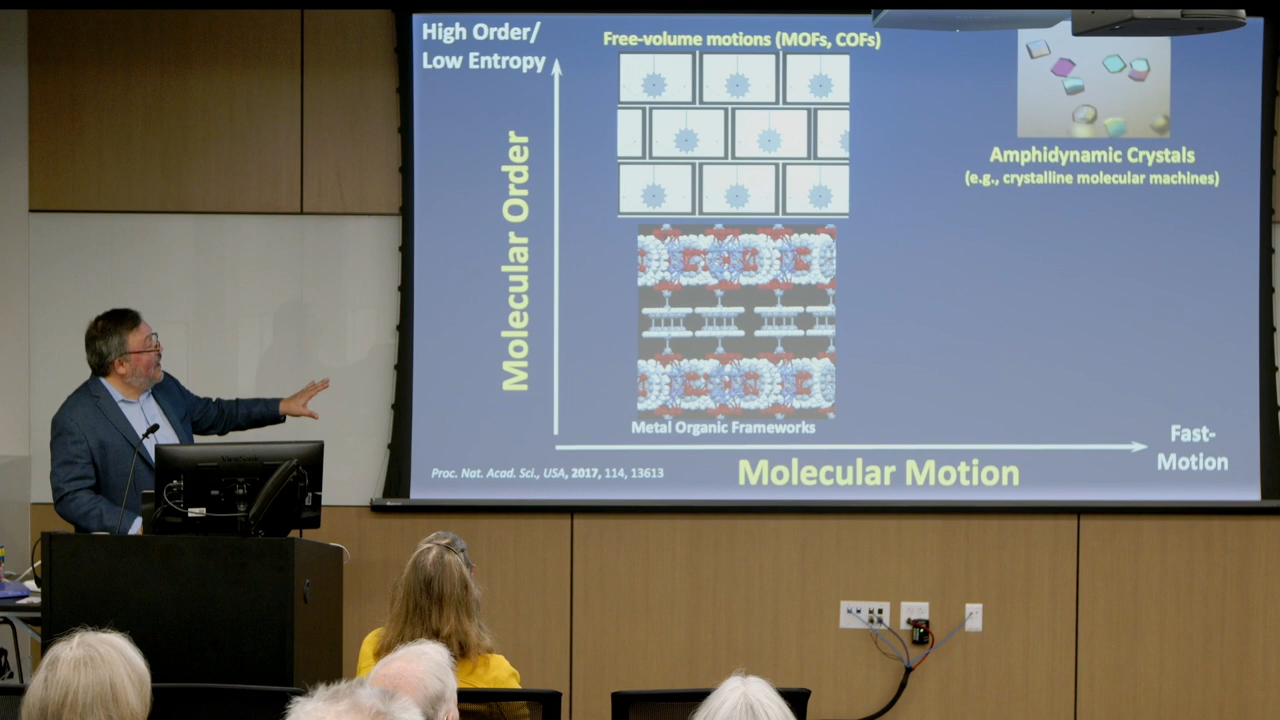 High Order/
Low Entropy
Free-volume motions (MOFs, COFs)
Amphidynamic Crystals
(e.g., crystalline molecular machines)
Molecular Order
Metal Organic Frameworks
Fast-
Motion
Proc. Nat. Acad. Sci., USA, 2017, 114, 13613
Molecular Motion
ViewSonic